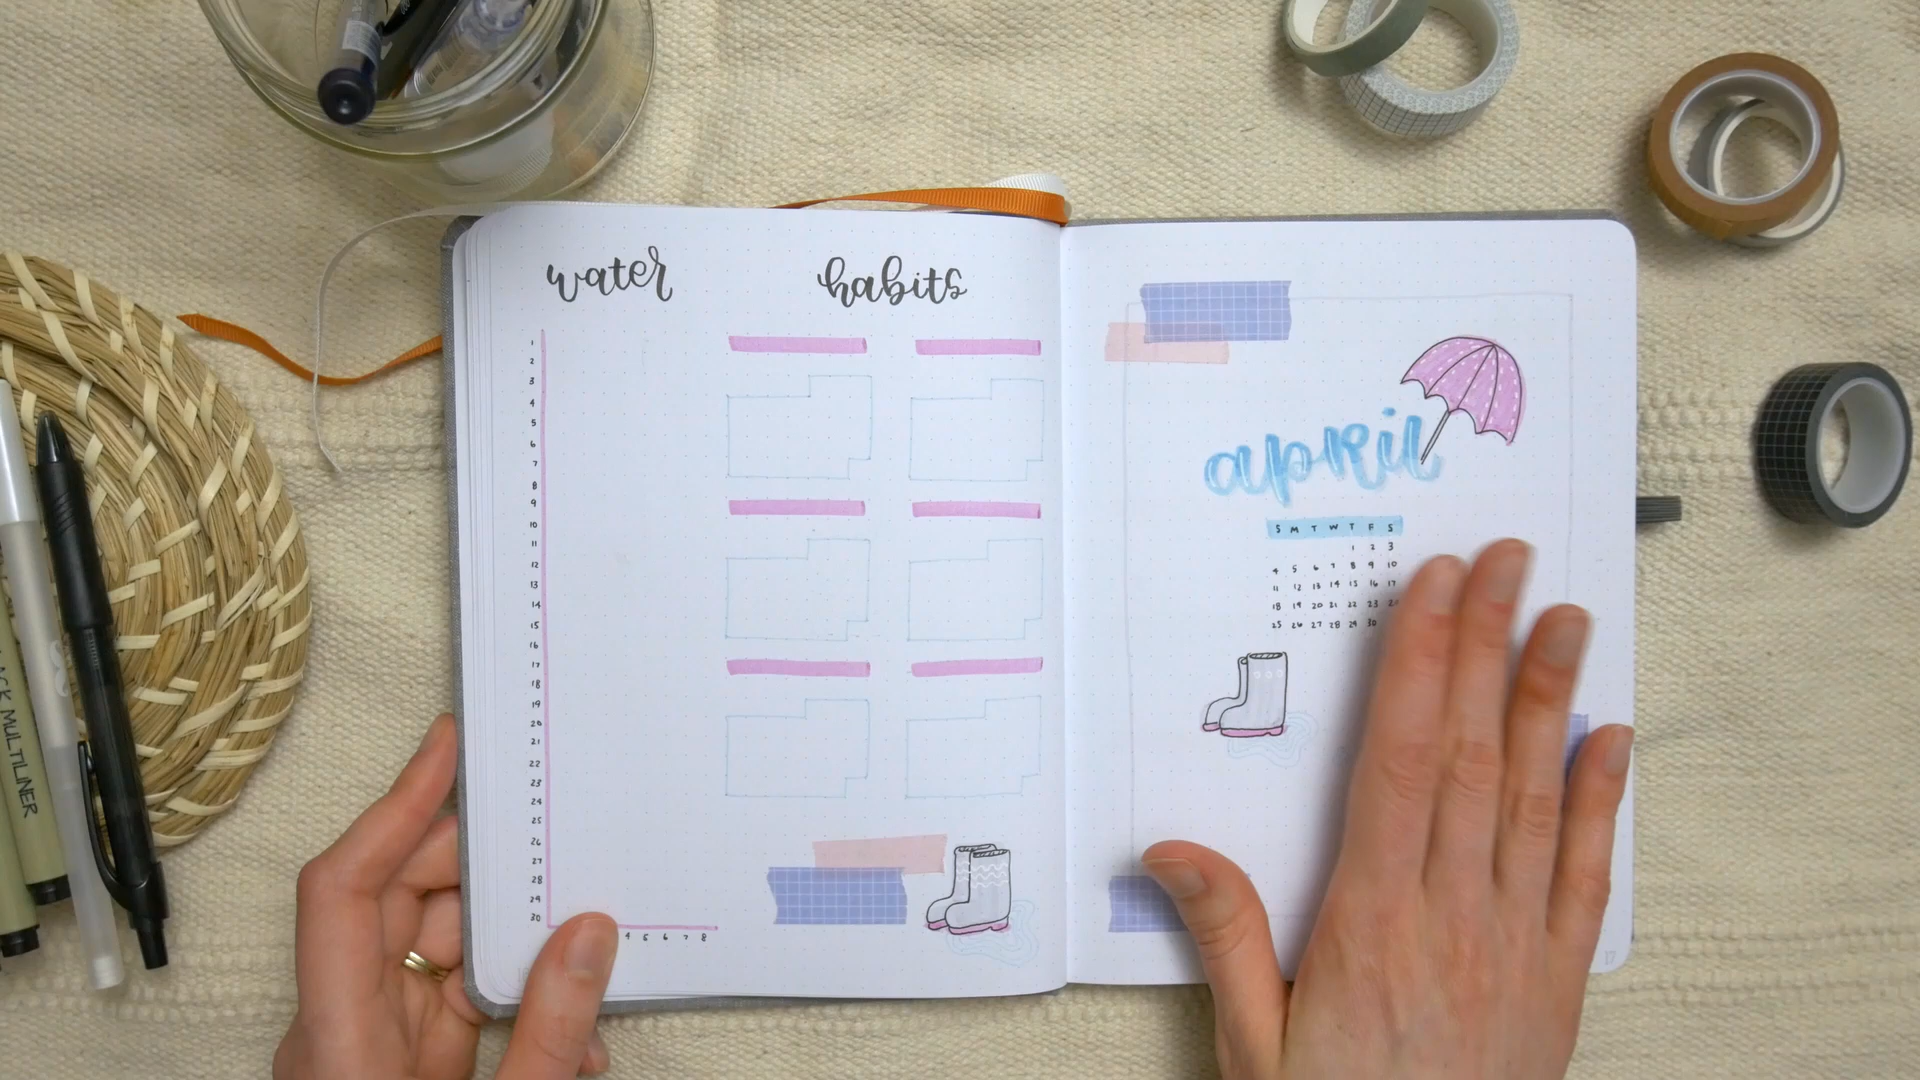 water
habits
1
2
3
4
5
6
7
8
9
10
11
12
13
14
15
16
17
18
19
20
21
22
23
24
25
26
27
28
29
30
4 5 6 7 8
april
S M T W T F S
1 2 3
4 5 6 7 8 9 10
11 12 13 14 15 16 17
18 19 20 21 22 23
25 26 27 28 29 30
17
MULTILINER